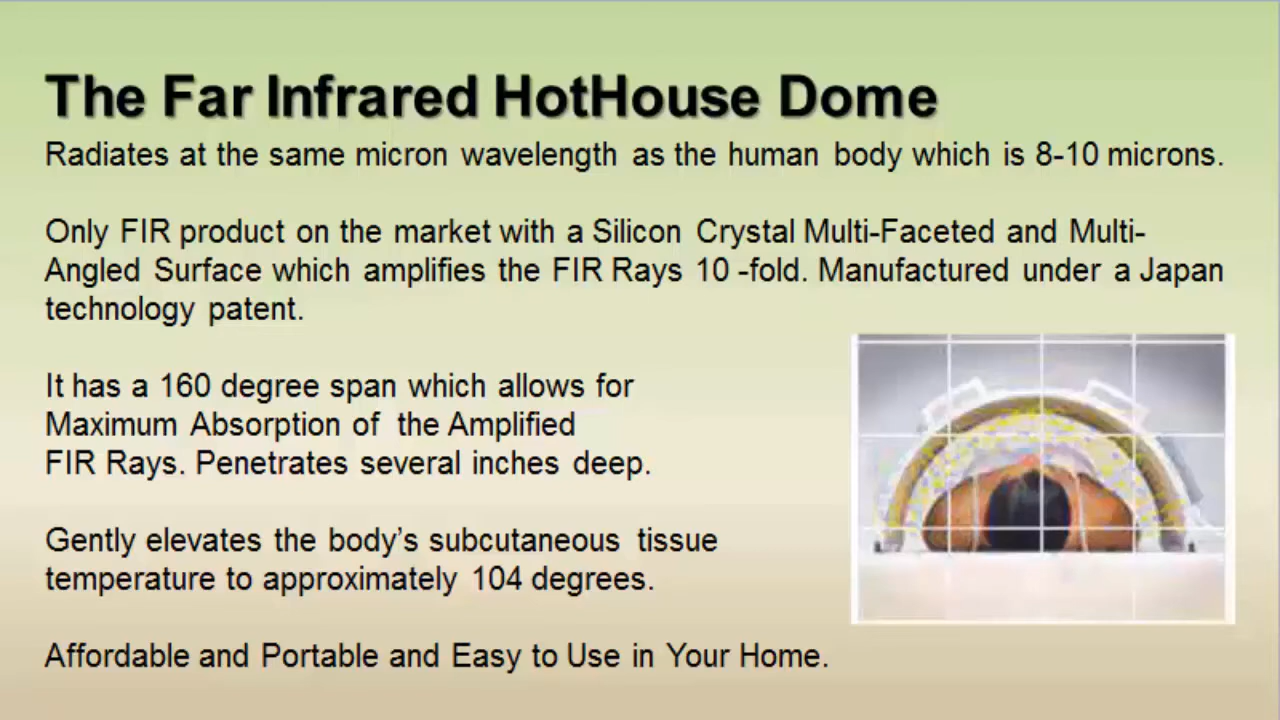 The Far Infrared HotHouse Dome
Radiates at the same micron wavelength as the human body which is 8-10 microns.
Only FIR product on the market with a Silicon Crystal Multi-Faceted and Multi-
Angled Surface which amplifies the FIR Rays 10 -fold. Manufactured under a Japan
technology patent.
It has a 160 degree span which allows for
Maximum Absorption of the Amplified
FIR Rays. Penetrates several inches deep.
Gently elevates the body’s subcutaneous tissue
temperature to approximately 104 degrees.
Affordable and Portable and Easy to Use in Your Home.